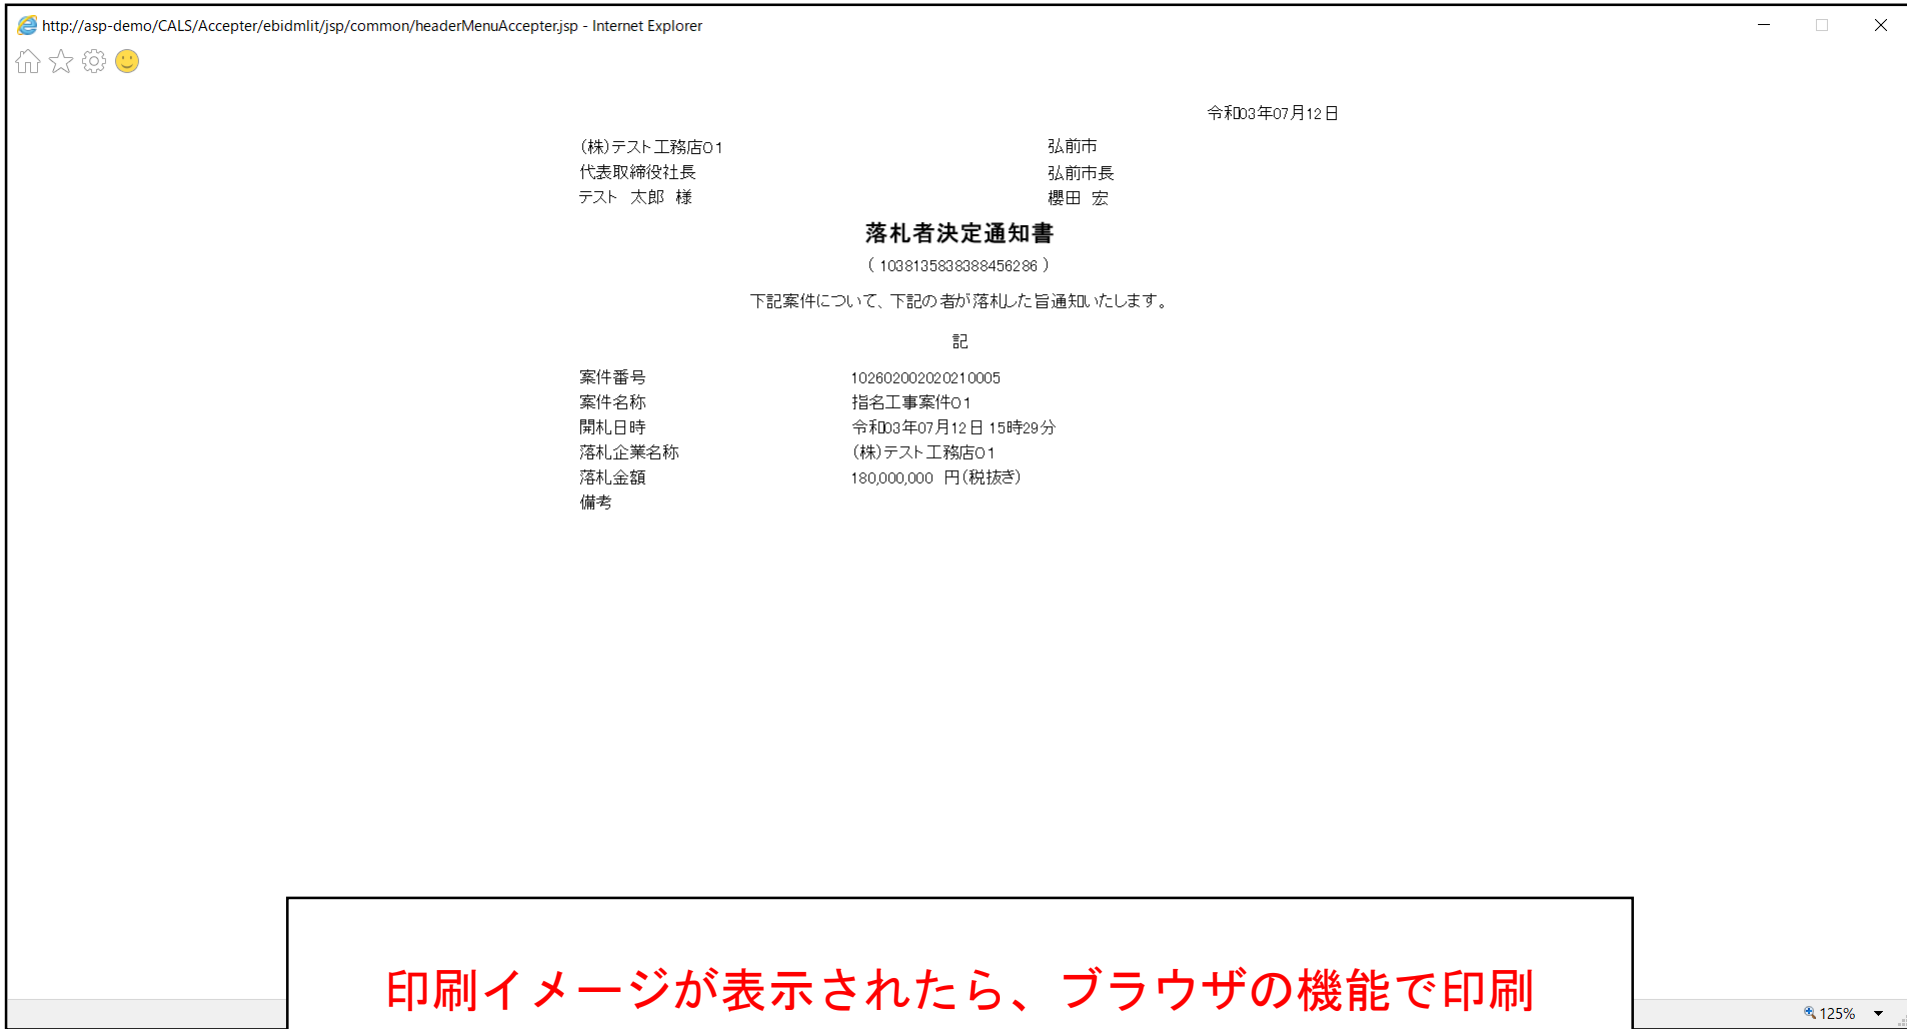 http://asp-demo/CALS/Accepter/ebidmlit/jsp/common/headerMenuAccepter.jsp - Internet Explorer
令和03年07月12日
(株)テスト工務店01 弘前市
代表取締役社長 弘前市長
テスト　太郎　様 櫻田　宏
落札者決定通知書
( 1038135838388456286 )
下記案件について、下記の者が落札した旨通知いたします。
記
案件番号 102602002020210005
案件名称 指名工事案件01
開札日時 令和03年07月12日 15時29分
落札企業名称 (株)テスト工務店01
落札金額 180,000,000　円(税抜き)
備考
印刷イメージが表示されたら、ブラウザの機能で印刷
125%